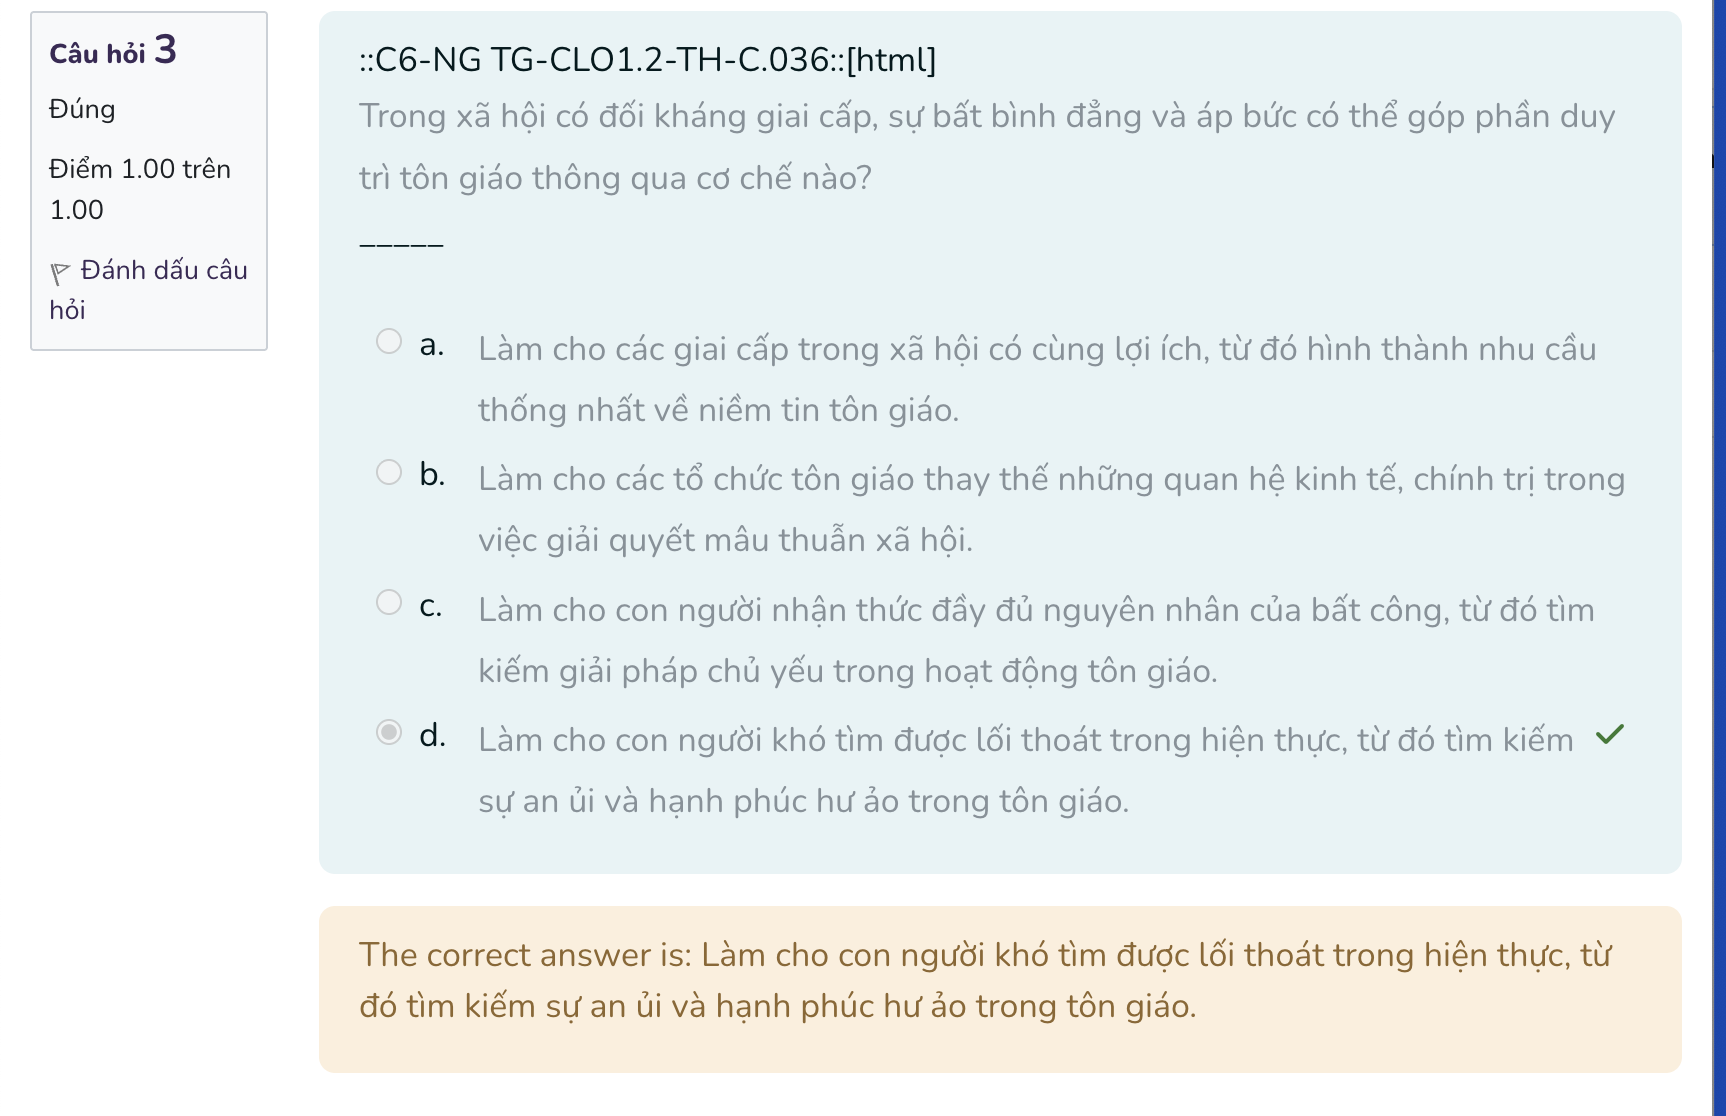 Câu hỏi 3
Đúng
Điểm 1.00 trên
1.00
Đánh dấu câu
hỏi
::C6-NG TG-CLO1.2-TH-C.036::[html]
Trong xã hội có đối kháng giai cấp, sự bất bình đẳng và áp bức có thể góp phần duy
trì tôn giáo thông qua cơ chế nào?
_____
a. Làm cho các giai cấp trong xã hội có cùng lợi ích, từ đó hình thành nhu cầu
thống nhất về niềm tin tôn giáo.
b. Làm cho các tổ chức tôn giáo thay thế những quan hệ kinh tế, chính trị trong
việc giải quyết mâu thuẫn xã hội.
c. Làm cho con người nhận thức đầy đủ nguyên nhân của bất công, từ đó tìm
kiếm giải pháp chủ yếu trong hoạt động tôn giáo.
d. Làm cho con người khó tìm được lối thoát trong hiện thực, từ đó tìm kiếm
sự an ủi và hạnh phúc hư ảo trong tôn giáo.
The correct answer is: Làm cho con người khó tìm được lối thoát trong hiện thực, từ
đó tìm kiếm sự an ủi và hạnh phúc hư ảo trong tôn giáo.